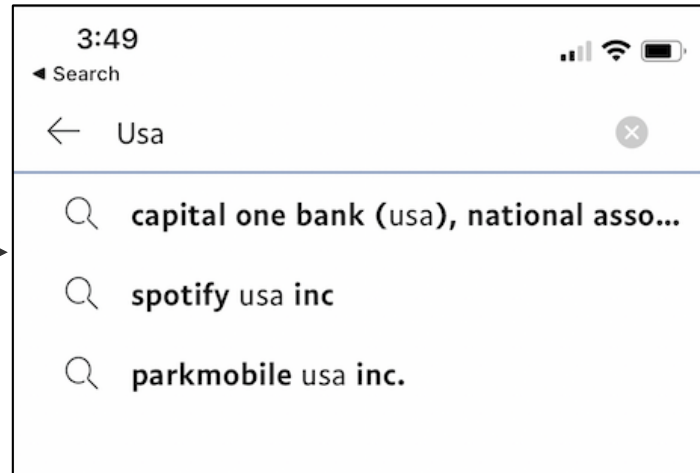 3:49
◀ Search
Usa
capital one bank (usa), national asso...
spotify usa inc
parkmobile usa inc.